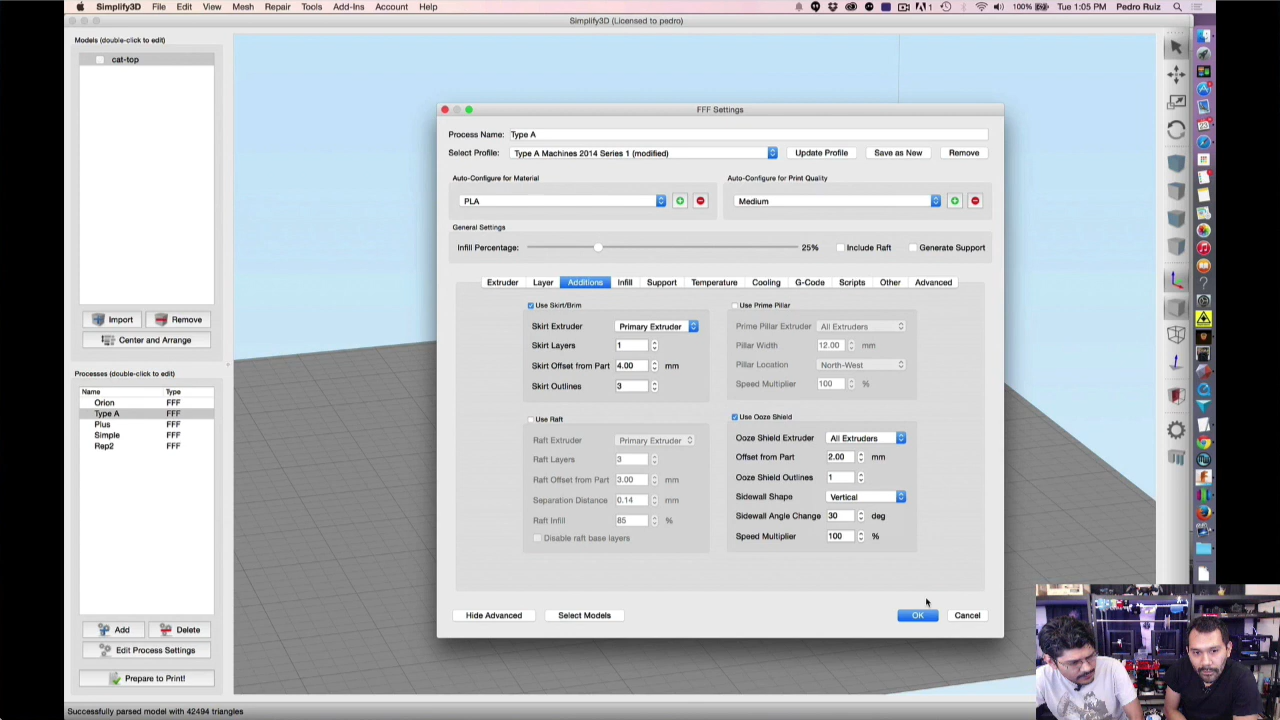 Simplify3D File Edit View Mesh Repair Tools Add-Ins Account Help
1 100% Tue 1:05 PM Pedro Ruiz
Simplify3D (Licensed to pedro)
Models (double-click to edit)
cat-top
Import Remove
Center and Arrange
Processes (double-click to edit)
Name Type
Orion FFF
Type A FFF
Plus FFF
Simple FFF
Rep2 FFF
Add Delete
Edit Process Settings
Prepare to Print!
Successfully parsed model with 42494 triangles
FFF Settings
Process Name: Type A
Select Profile: Type A Machines 2014 Series 1 (modified) Update Profile Save as New Remove
Auto-Configure for Material
PLA
Auto-Configure for Print Quality
Medium
General Settings
Infill Percentage: 25% Include Raft Generate Support
Extruder Layer Additions Infill Support Temperature Cooling G-Code Scripts Other Advanced
Use Skirt/Brim
Skirt Extruder Primary Extruder
Skirt Layers 1
Skirt Offset from Part 4.00 mm
Skirt Outlines 3
Use Raft
Raft Extruder Primary Extruder
Raft Layers 3
Raft Offset from Part 3.00 mm
Separation Distance 0.14 mm
Raft Infill 85 %
Disable raft base layers
Use Prime Pillar
Prime Pillar Extruder All Extruders
Pillar Width 12.00 mm
Pillar Location North-West
Speed Multiplier 100 %
Use Ooze Shield
Ooze Shield Extruder All Extruders
Offset from Part 2.00 mm
Ooze Shield Outlines 1
Sidewall Shape Vertical
Sidewall Angle Change 30 deg
Speed Multiplier 100 %
Hide Advanced Select Models OK Cancel